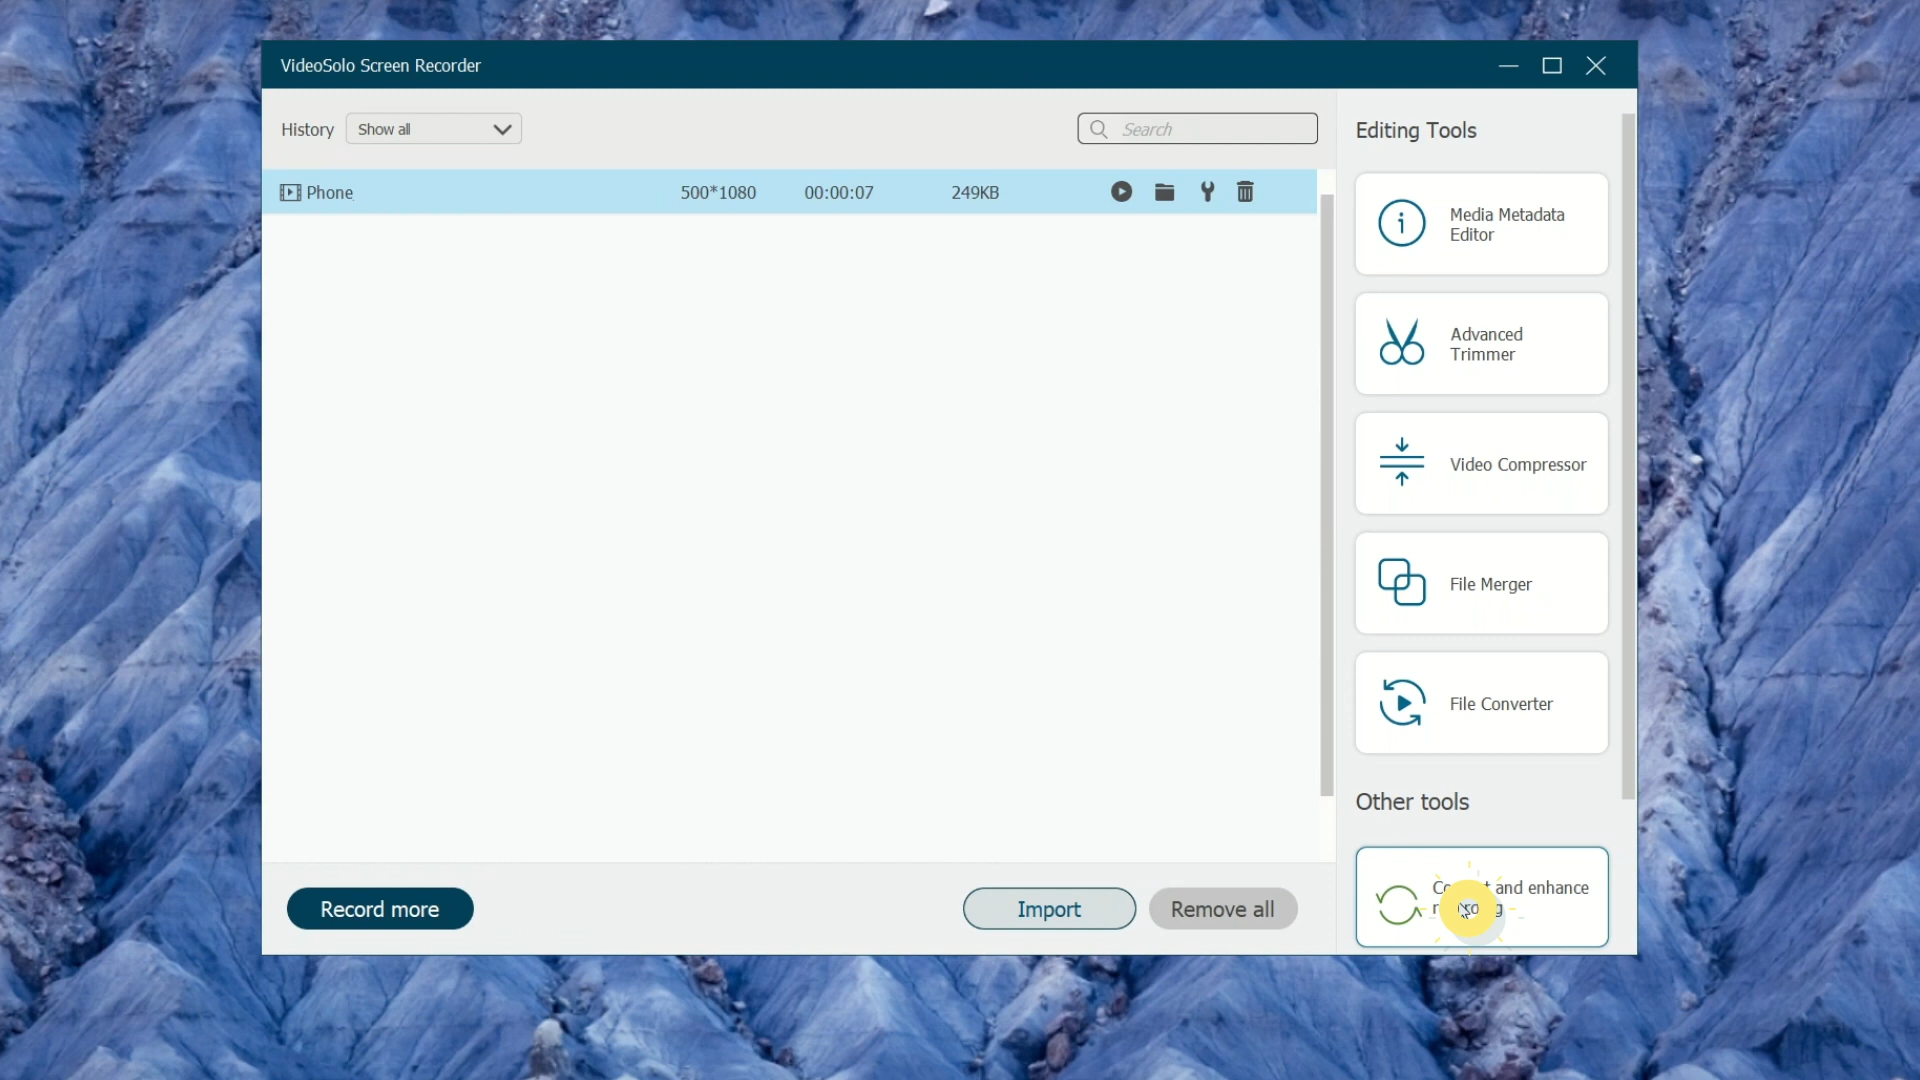 VideoSolo Screen Recorder
History
Show all
Search
Editing Tools
Phone 500*1080 00:00:07 249KB
Media Metadata
Editor
Advanced
Trimmer
Video Compressor
File Merger
File Converter
Other tools
and enhance
Record more
Import
Remove all